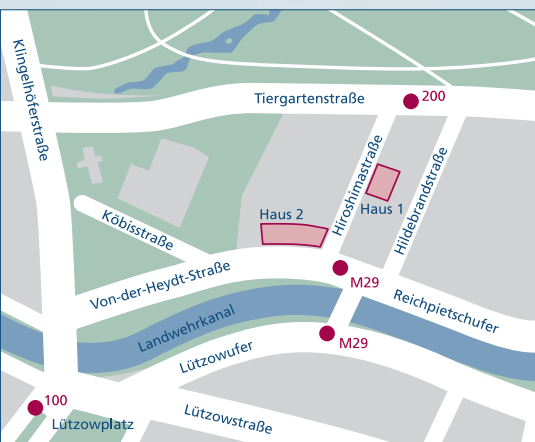 Klingelhöferstraße
Tiergartenstraße
200
Hiroshimastraße
Hildebrandstraße
Haus 1
Haus 2
Köbisstraße
Von-der-Heydt-Straße
M29
Reichpietschufer
Landwehrkanal
M29
Lützowufer
100
Lützowplatz
Lützowstraße